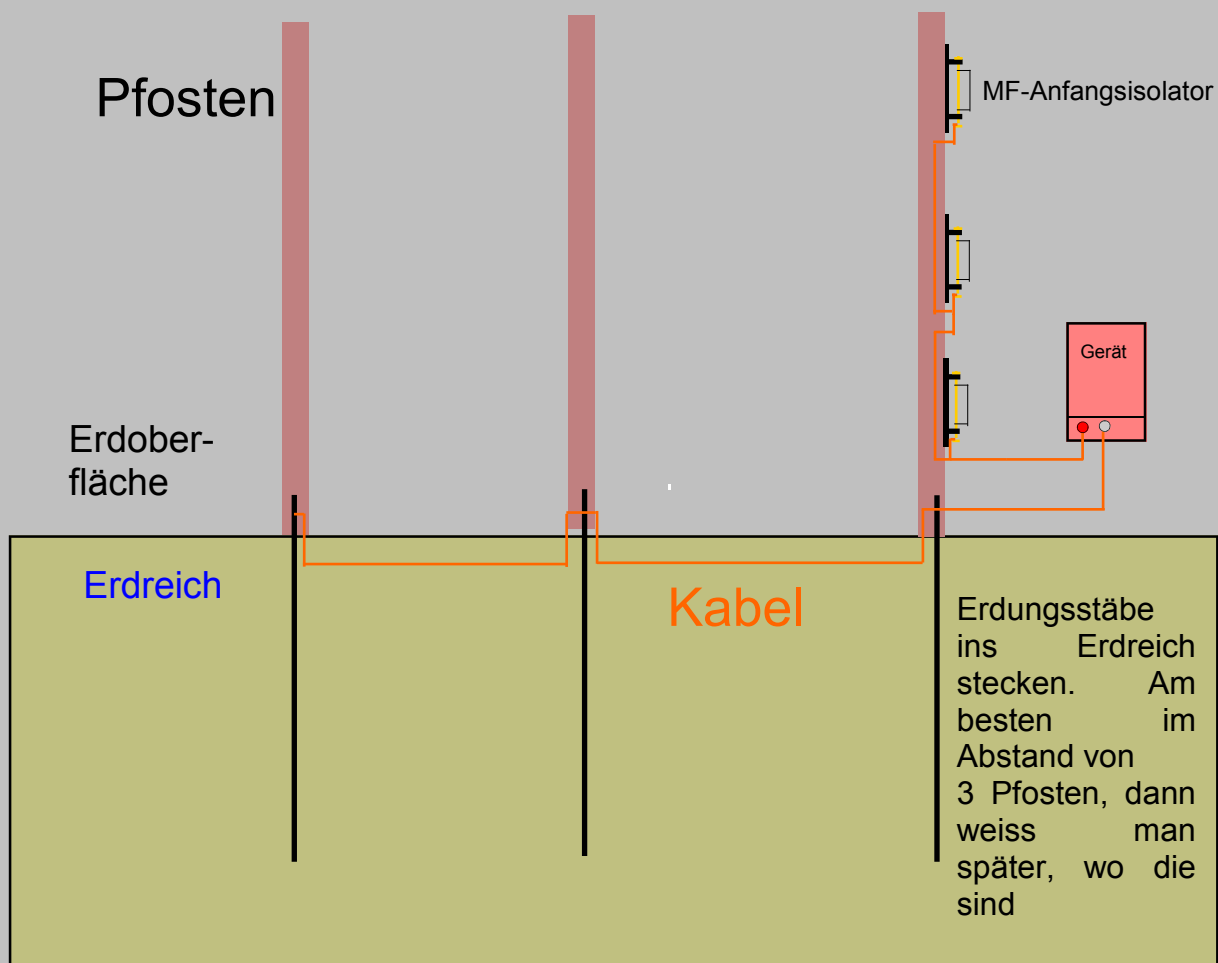 Pfosten
MF-Anfangsisolator
Gerät
Erdober-
fläche
Erdreich
Kabel
Erdungsstäbe
ins Erdreich
stecken. Am
besten im
Abstand von
3 Pfosten, dann
weiss man
später, wo die
sind